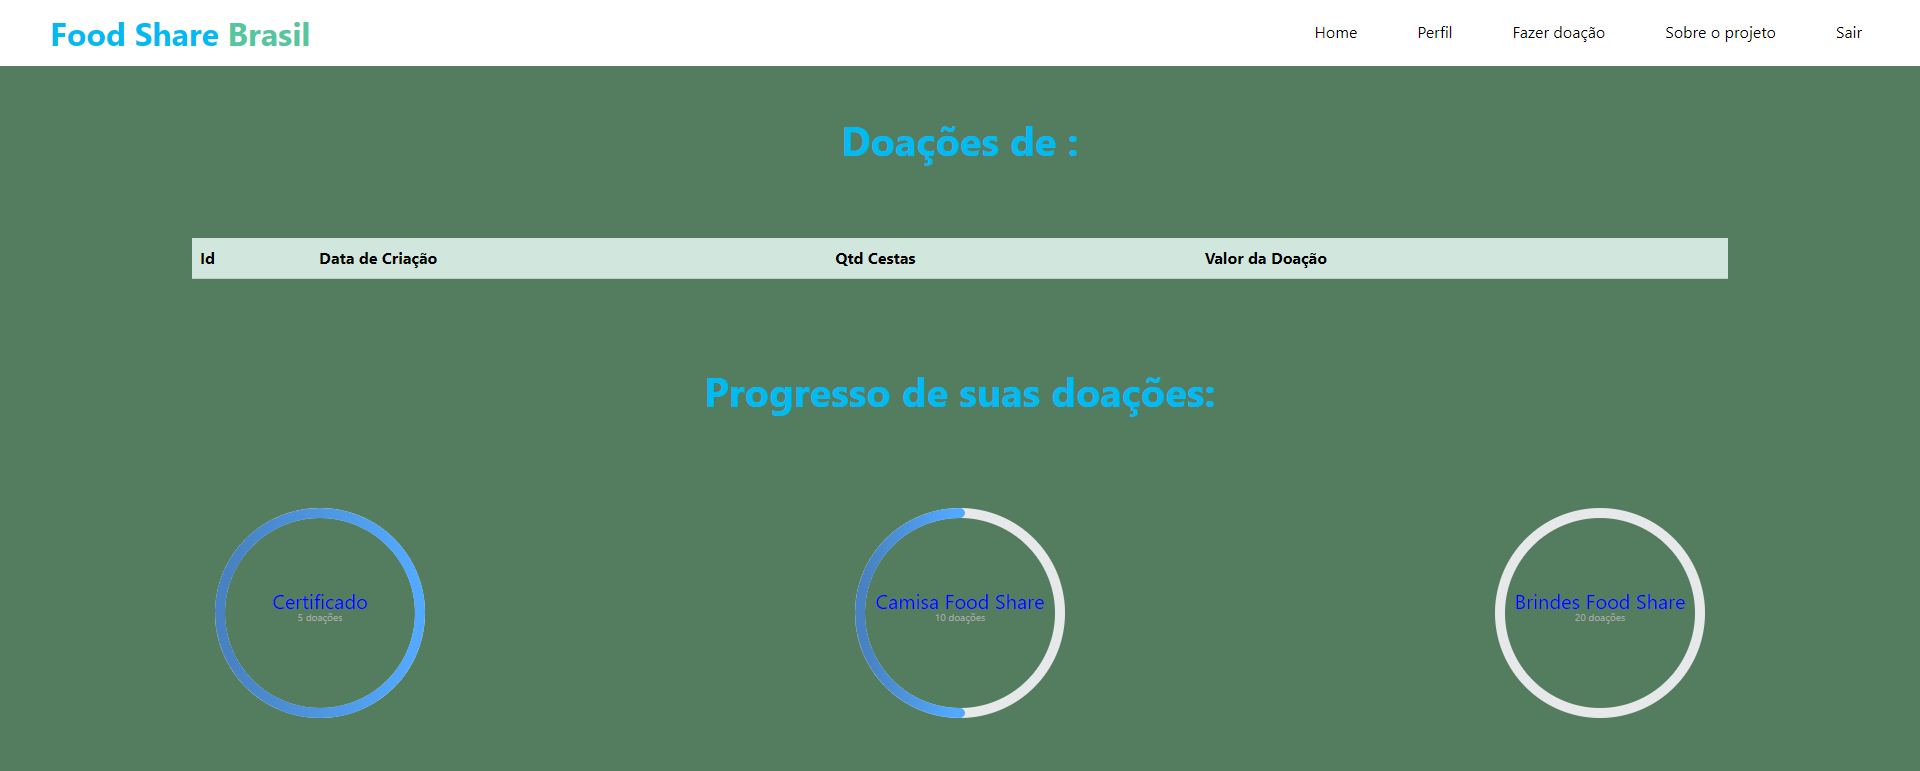 Food Share Brasil
Home Perfil Fazer doação Sobre o projeto Sair
Doações de :
Id Data de Criação Qtd Cestas Valor da Doação
Progresso de suas doações:
Certificado
5 doações
Camisa Food Share
10 doações
Brindes Food Share
20 doações